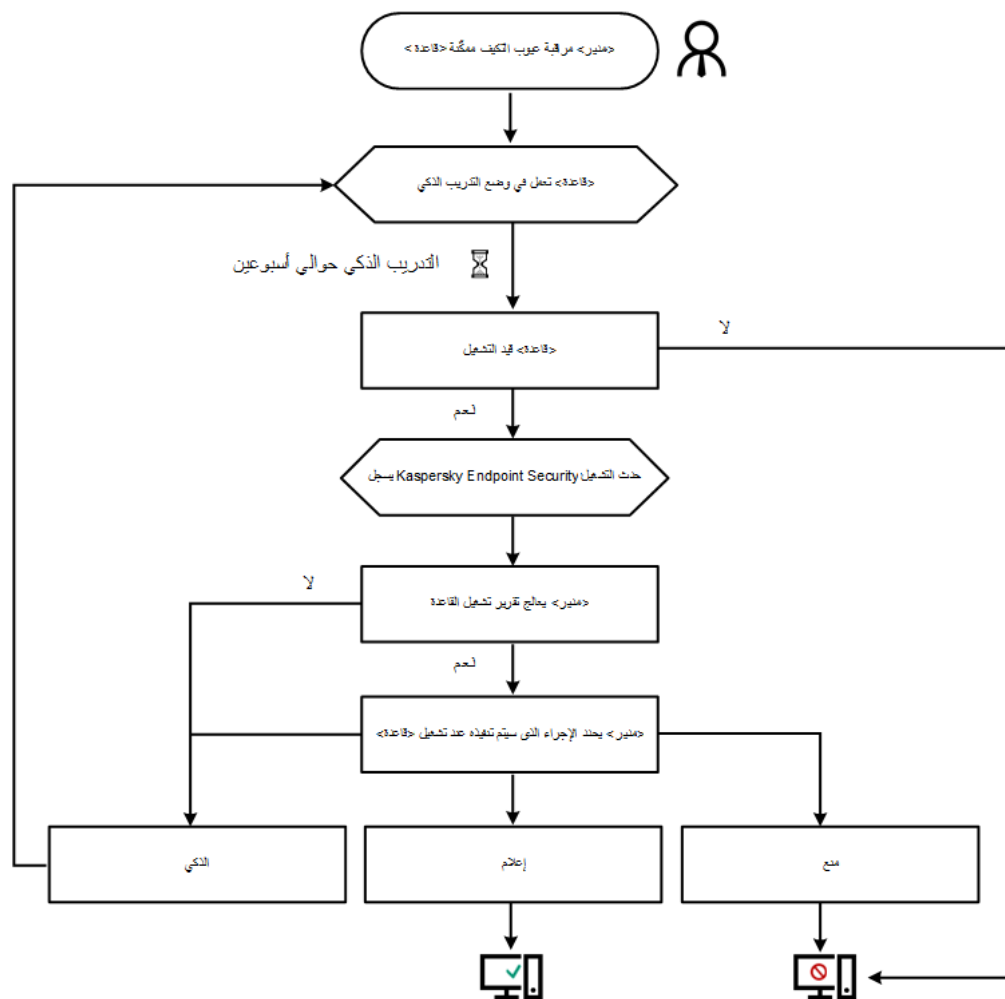 <مدير> مراقبة عيوب التكيف ممكّنة <قاعدة>
<قاعدة> تعمل في وضع التدريب الذكي
التدريب الذكي حوالي أسبوعين
<قاعدة> قيد التشغيل
لا
نعم
حدث التشغيل Kaspersky Endpoint Security يسجل
<مدير> يعالج تقرير تشغيل القاعدة
لا
نعم
<مدير> يحدد الإجراء الذي سيتم تنفيذه عند تشغيل <قاعدة>
الذكي
إعلام
منع